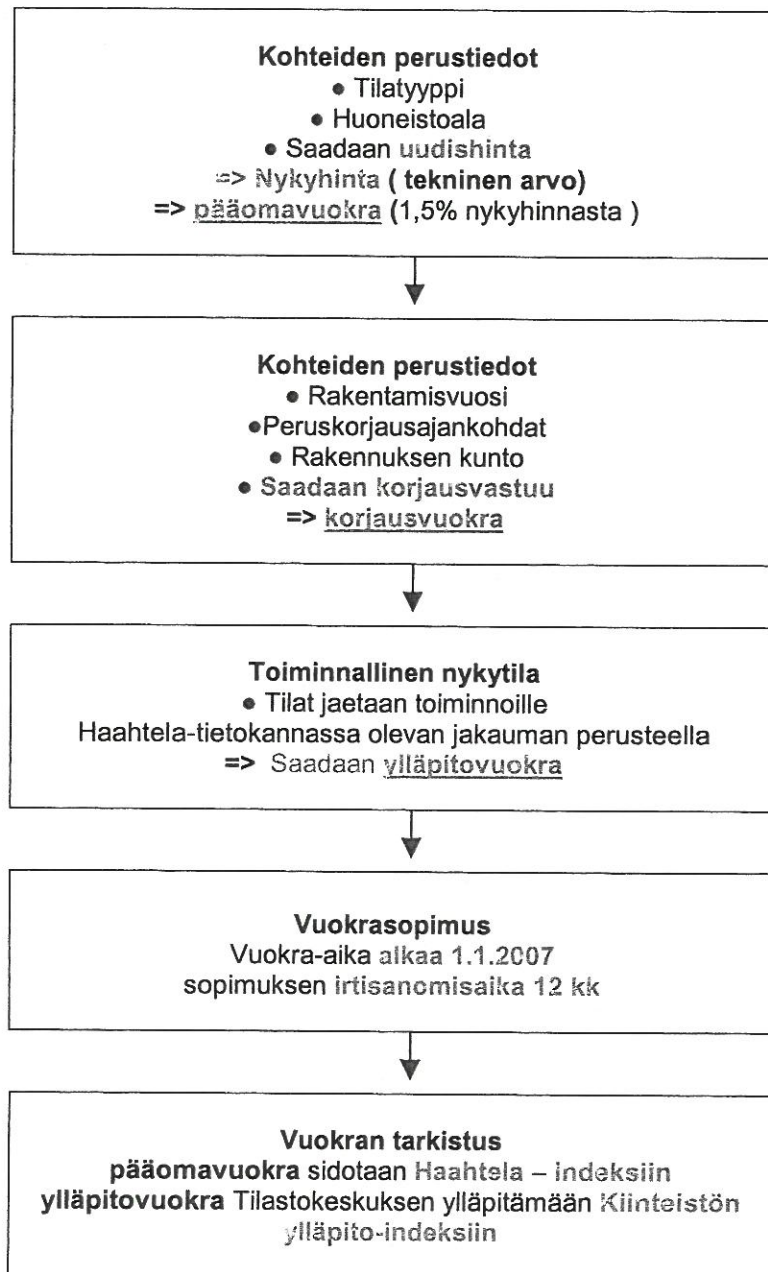 Kohteiden perustiedot
● Tilatyyppi
● Huoneistoala
● Saadaan uudishinta
=> Nykyhinta ( tekninen arvo)
=> pääomavuokra (1,5% nykyhinnasta )
Kohteiden perustiedot
● Rakentamisvuosi
●Peruskorjausajankohdat
● Rakennuksen kunto
● Saadaan korjausvastuu
=> korjausvuokra
Toiminnallinen nykytila
● Tilat jaetaan toiminnoille
Haahtela-tietokannassa olevan jakauman perusteella
=> Saadaan ylläpitovuokra
Vuokrasopimus
Vuokra-aika alkaa 1.1.2007
sopimuksen irtisanomisaika 12 kk
Vuokran tarkistus
pääomavuokra sidotaan Haahtela – indeksiin
ylläpitovuokra Tilastokeskuksen ylläpitämään Kiinteistön
ylläpito-indeksiin